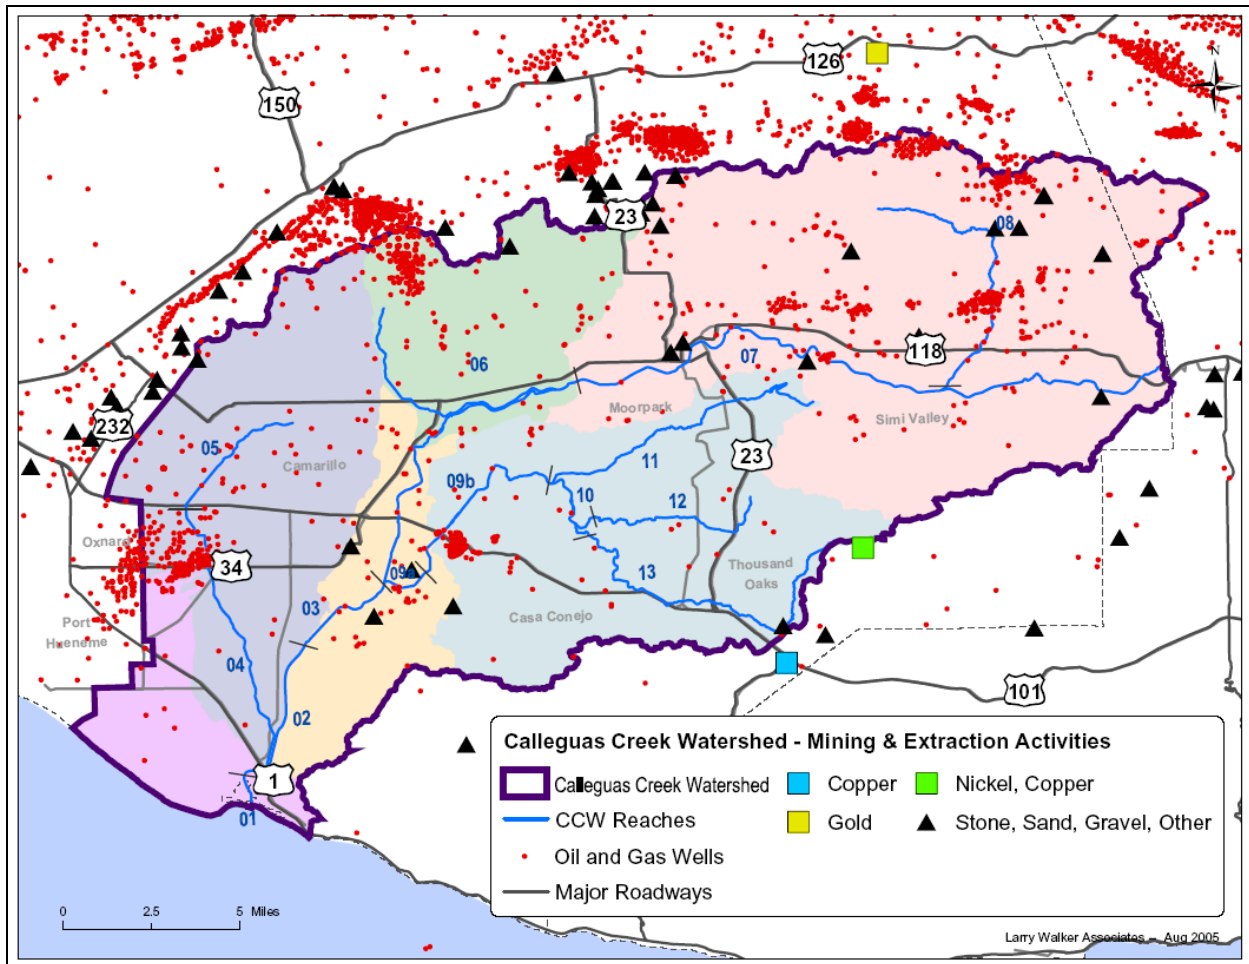 N
126
150
23
08
118
07
06
Moorpark
Simi Valley
232
05
Camarillo
09b
11
23
10
12
Oxnard
34
09a
13
Thousand
Oaks
03
Casa Conejo
Port
Hueneme
04
101
02
1
01
Calleguas Creek Watershed - Mining & Extraction Activities
Calleguas Creek Watershed
Copper
Nickel, Copper
CCW Reaches
Gold
Stone, Sand, Gravel, Other
Oil and Gas Wells
Major Roadways
0 2.5 5 Miles
Larry Walker Associates -- Aug 2005